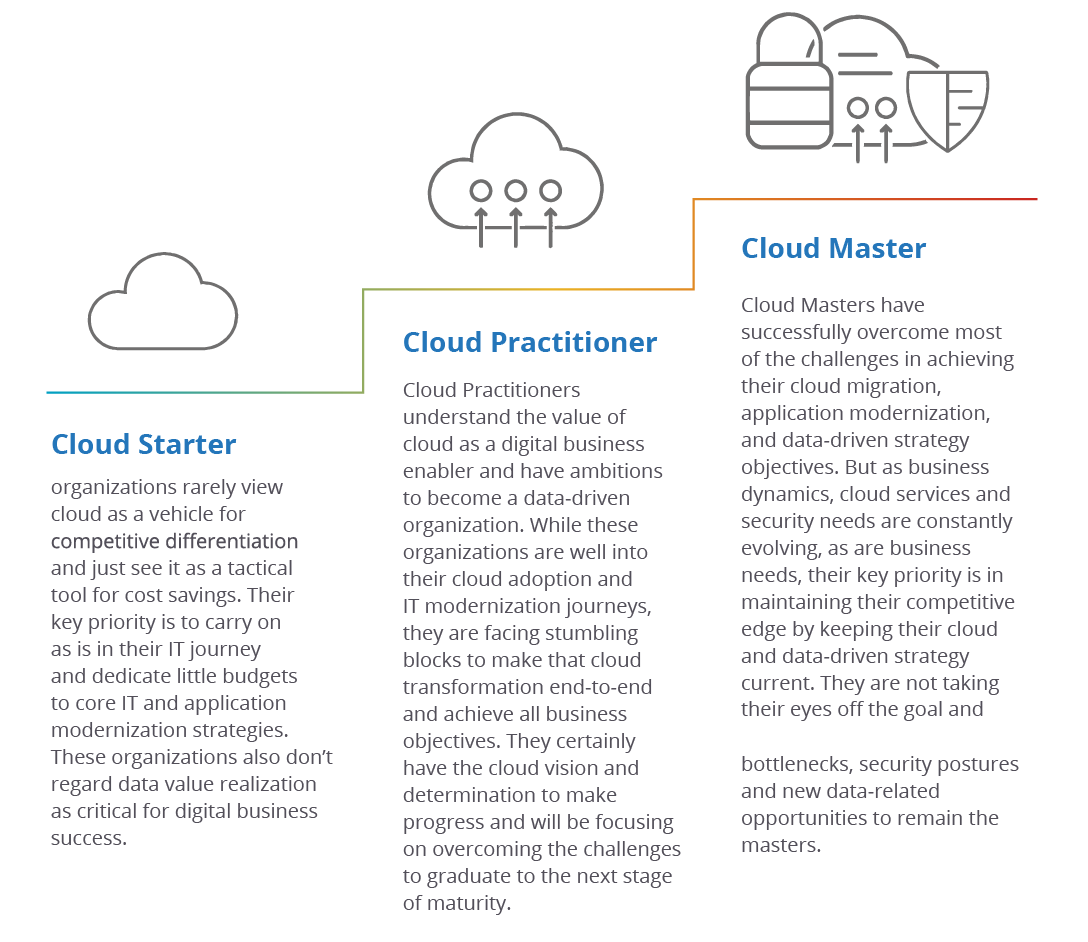 Cloud Starter
organizations rarely view
cloud as a vehicle for
competitive differentiation
and just see it as a tactical
tool for cost savings. Their
key priority is to carry on
as is in their IT journey
and dedicate little budgets
to core IT and application
modernization strategies.
These organizations also don’t
regard data value realization
as critical for digital business
success.
Cloud Practitioner
Cloud Practitioners
understand the value of
cloud as a digital business
enabler and have ambitions
to become a data-driven
organization. While these
organizations are well into
their cloud adoption and
IT modernization journeys,
they are facing stumbling
blocks to make that cloud
transformation end-to-end
and achieve all business
objectives. They certainly
have the cloud vision and
determination to make
progress and will be focusing
on overcoming the challenges
to graduate to the next stage
of maturity.
Cloud Master
Cloud Masters have
successfully overcome most
of the challenges in achieving
their cloud migration,
application modernization,
and data-driven strategy
objectives. But as business
dynamics, cloud services and
security needs are constantly
evolving, as are business
needs, their key priority is in
maintaining their competitive
edge by keeping their cloud
and data-driven strategy
current. They are not taking
their eyes off the goal and
bottlenecks, security postures
and new data-related
opportunities to remain the
masters.